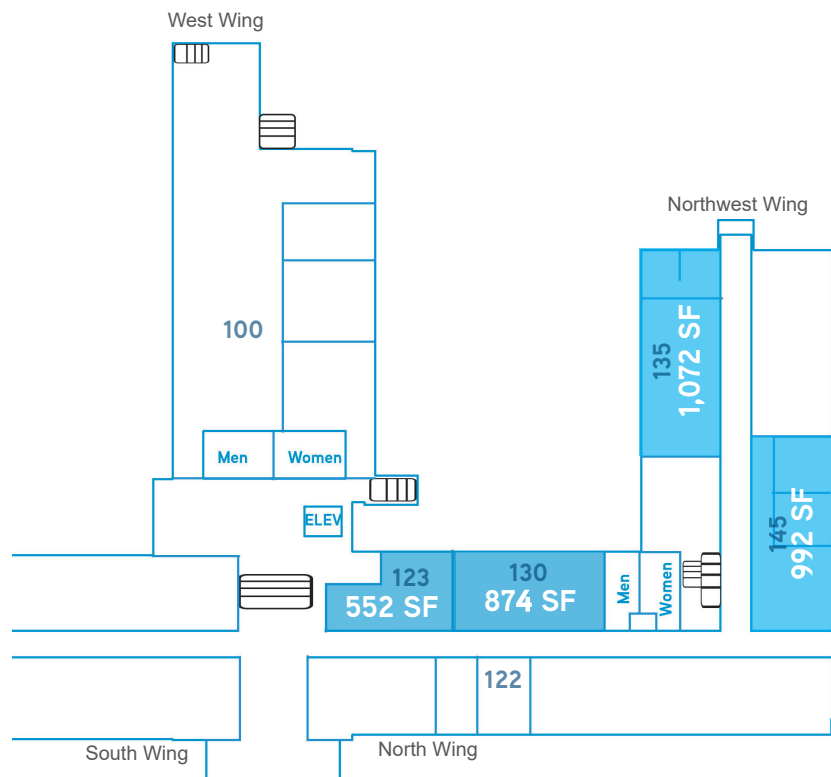 West Wing
Northwest Wing
100
135
1,072 SF
Men
Women
ELEV
145
992 SF
123
552 SF
130
874 SF
Men
Women
122
South Wing
North Wing